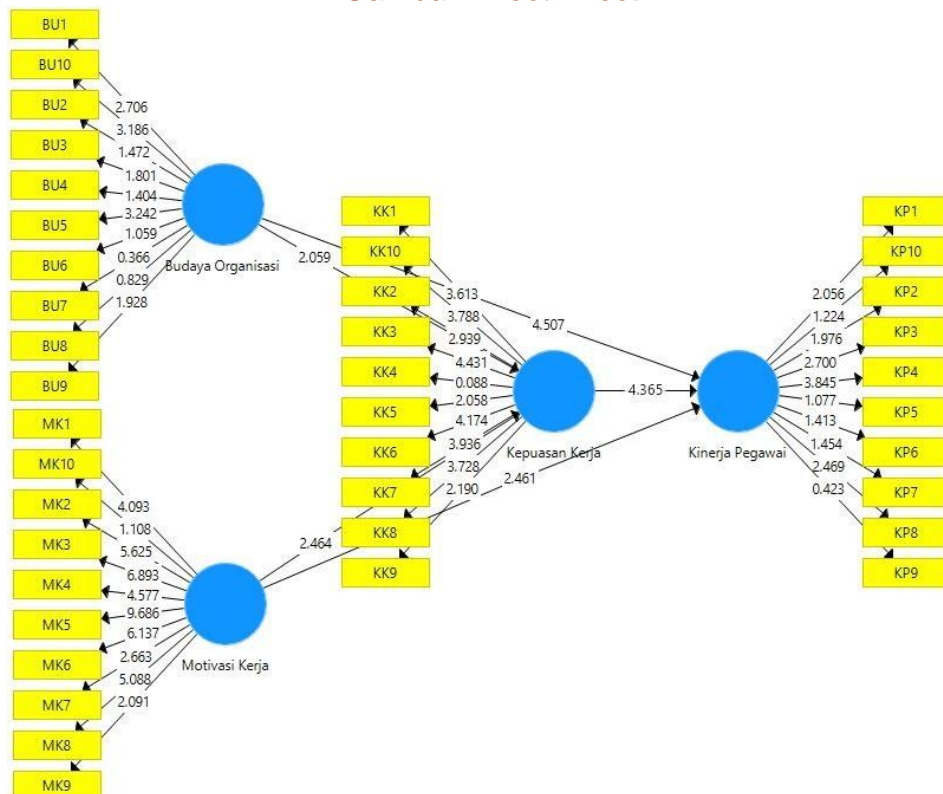 BU1
BU10
BU2
BU3
BU4
BU5
BU6
BU7
BU8
BU9
2.706
3.186
1.472
1.801
1.404
3.242
1.059
0.366
0.829
1.928
Budaya Organisasi
MK1
MK10
MK2
MK3
MK4
MK5
MK6
MK7
MK8
MK9
4.093
1.108
5.625
6.893
4.577
9.686
6.137
2.663
5.088
2.091
Motivasi Kerja
2.059
4.507
2.464
2.461
KK1
KK10
KK2
KK3
KK4
KK5
KK6
KK7
KK8
KK9
3.613
3.788
2.939
4.431
0.088
2.058
4.174
3.936
3.728
2.190
Kepuasan Kerja
4.365
Kinerja Pegawai
2.056
1.224
1.976
2.700
3.845
1.077
1.413
1.454
2.469
0.423
KP1
KP10
KP2
KP3
KP4
KP5
KP6
KP7
KP8
KP9